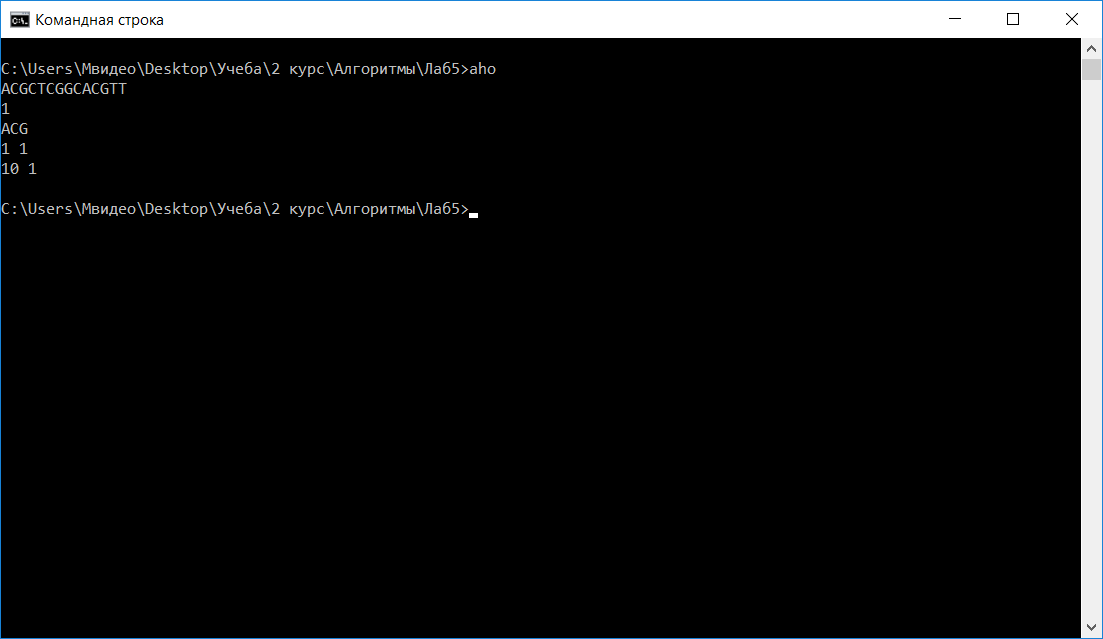 Командная строка
C:\Users\Мвидео\Desktop\Учеба\2 курс\Алгоритмы\Лаб5>aho
ACGCTCGGCACGTT
1
ACG
1 1
10 1
C:\Users\Мвидео\Desktop\Учеба\2 курс\Алгоритмы\Лаб5>